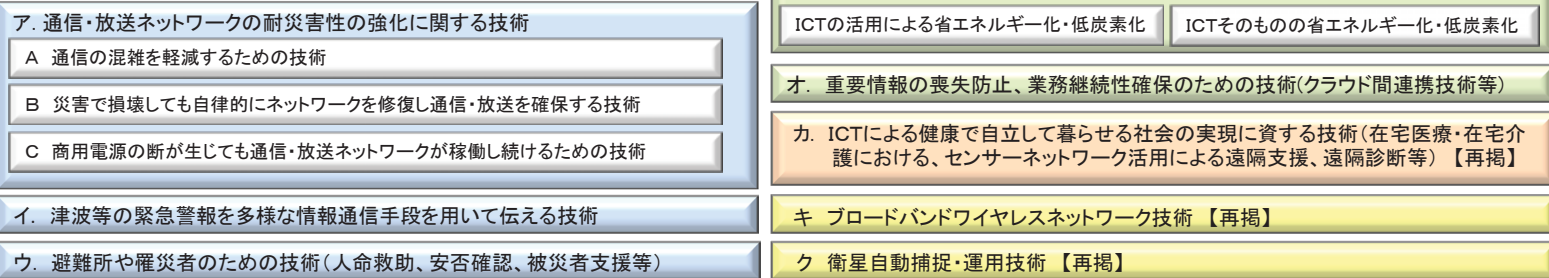 ア. 通信・放送ネットワークの耐災害性の強化に関する技術
A 通信の混雑を軽減するための技術
B 災害で損壊しても自律的にネットワークを修復し通信・放送を確保する技術
C 商用電源の断が生じても通信・放送ネットワークが稼働し続けるための技術
イ. 津波等の緊急警報を多様な情報通信手段を用いて伝える技術
ウ. 避難所や罹災者のための技術(人命救助、安否確認、被災者支援等)
ICTの活用による省エネルギー化・低炭素化
ICTそのものの省エネルギー化・低炭素化
オ. 重要情報の喪失防止、業務継続性確保のための技術(クラウド間連携技術等)
カ. ICTによる健康で自立して暮らせる社会の実現に資する技術(在宅医療・在宅介
護における、センサーネットワーク活用による遠隔支援、遠隔診断等) 【再掲】
キ ブロードバンドワイヤレスネットワーク技術 【再掲】
ク 衛星自動捕捉・運用技術 【再掲】